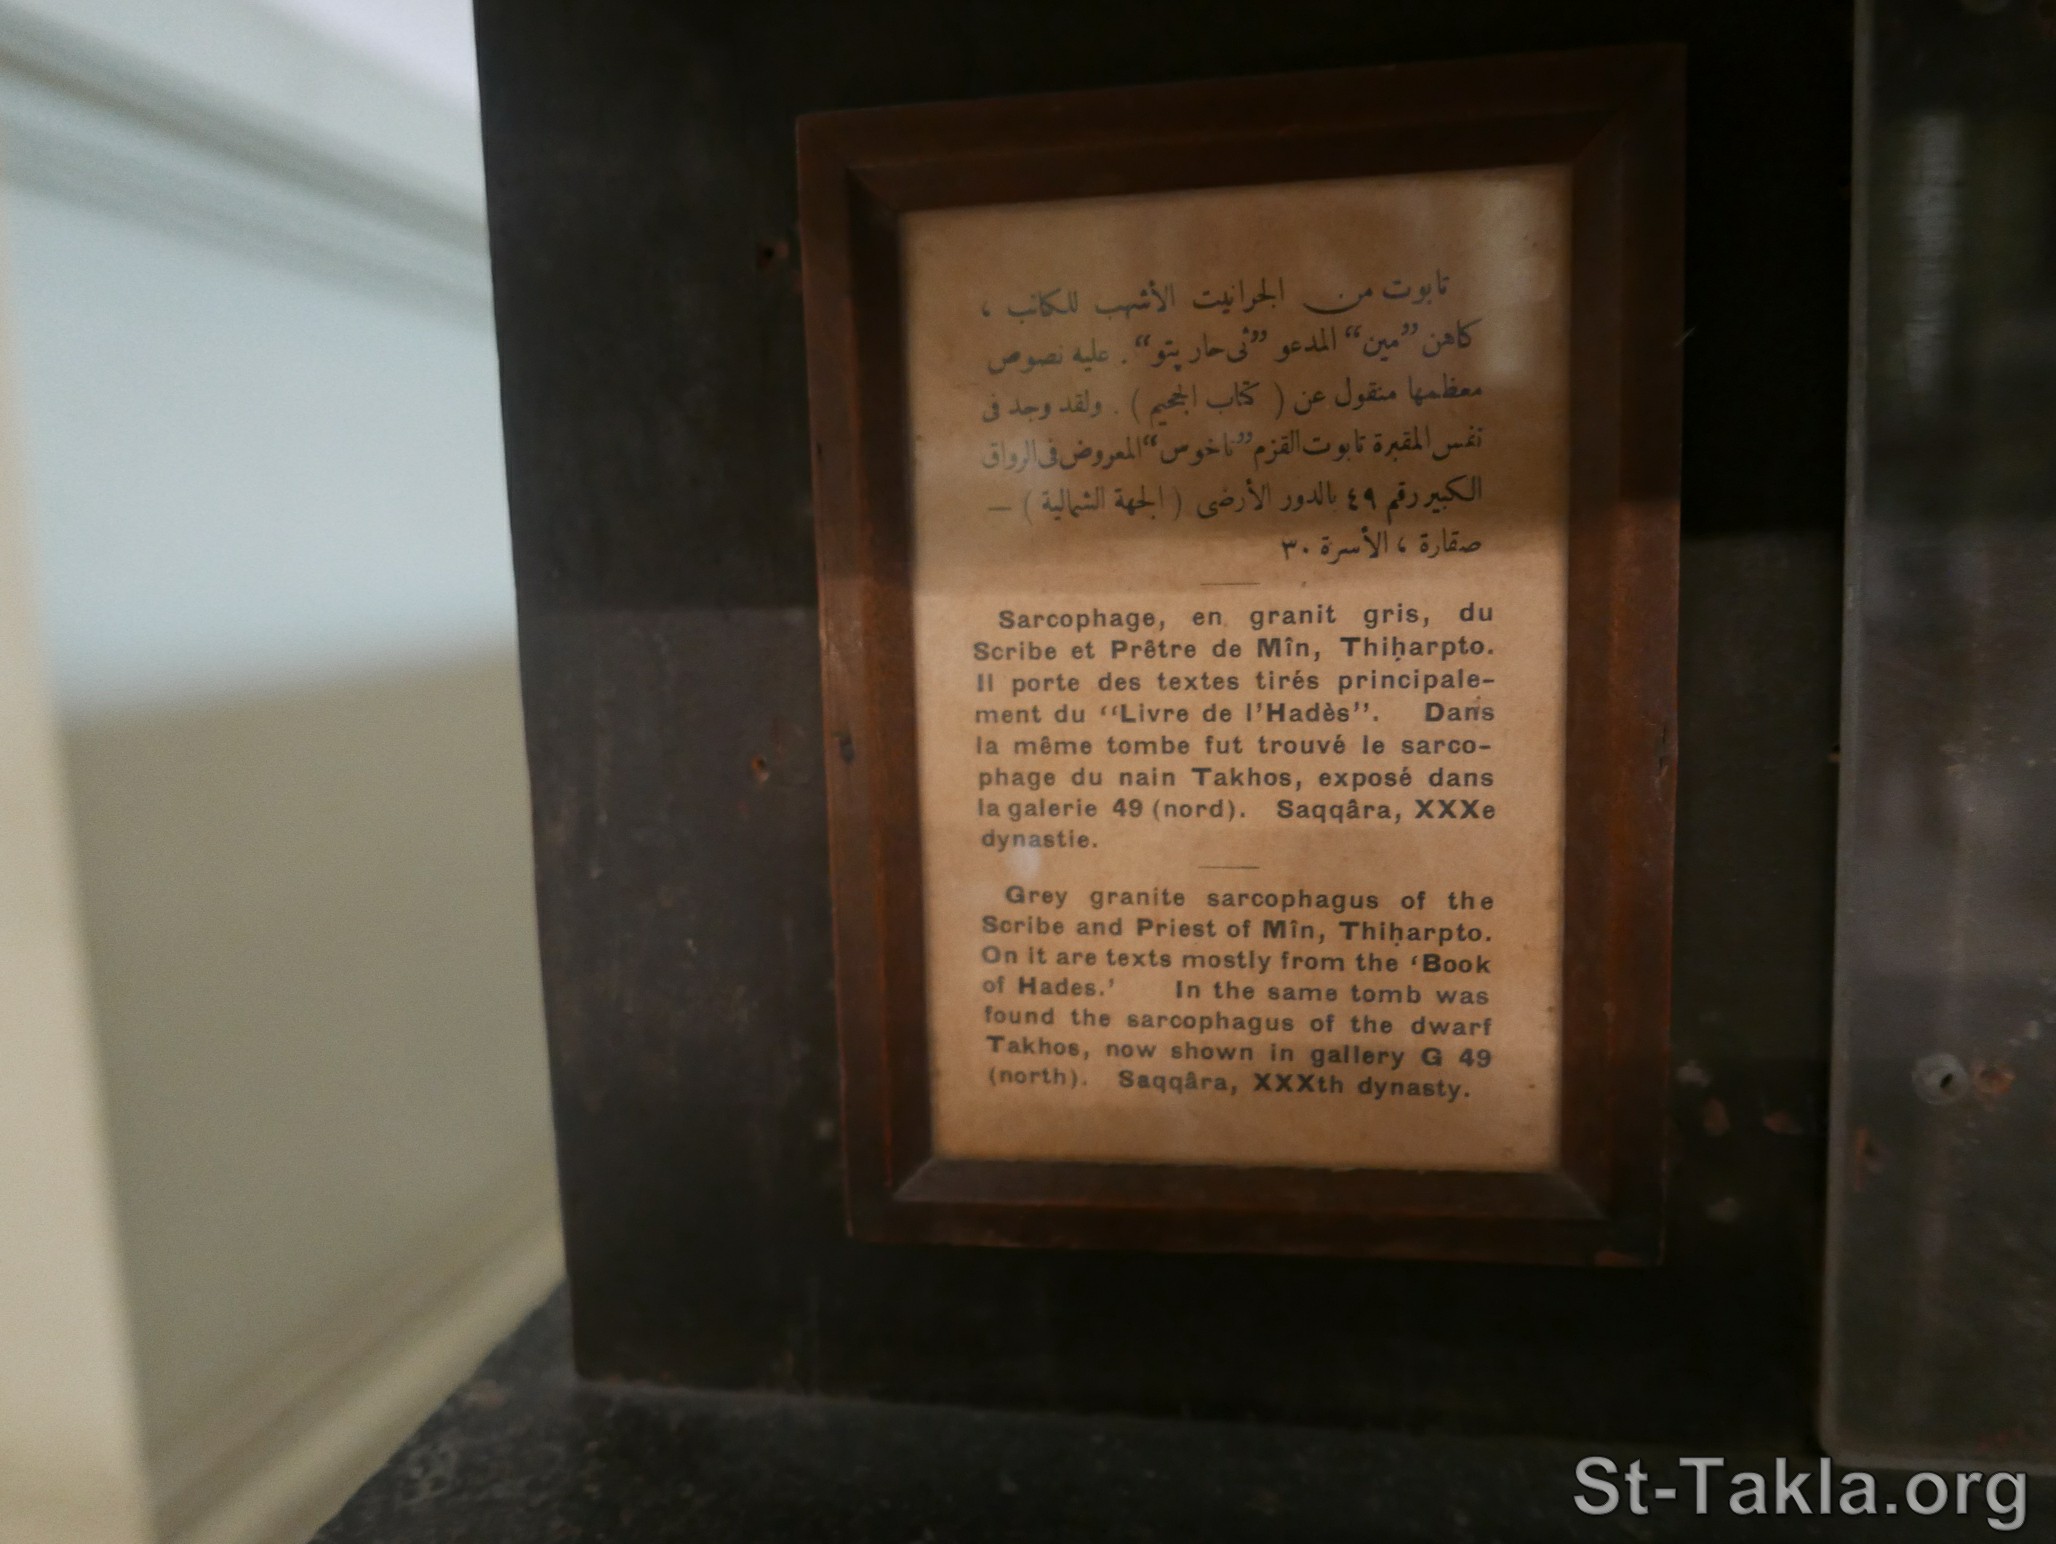 تابوت من الجرانيت الأشهب للكاتب ،
كاهن "مين" المدعو "ثى حار پتو" . عليه نصوص
معظمها منقول عن ( كتاب الجحيم ) . ولقد وجد فى
نفس المقبرة تابوت القزم "تاخوس" المعروض فى الرواق
الكبير رقم ٤٩ بالدور الأرضى ( الجهة الشمالية ) —
صقارة ، الأسرة ٣٠
Sarcophage, en granit gris, du
Scribe et Prêtre de Mîn, Thiḥarpto.
Il porte des textes tirés principale-
ment du “Livre de l'Hadès”. Dans
la même tombe fut trouvé le sarco-
phage du nain Takhos, exposé dans
la galerie 49 (nord). Saqqâra, XXXe
dynastie.
Grey granite sarcophagus of the
Scribe and Priest of Mîn, Thiḥarpto.
On it are texts mostly from the ‘Book
of Hades.’ In the same tomb was
found the sarcophagus of the dwarf
Takhos, now shown in gallery G 49
(north). Saqqâra, XXXth dynasty.
St-Takla.org